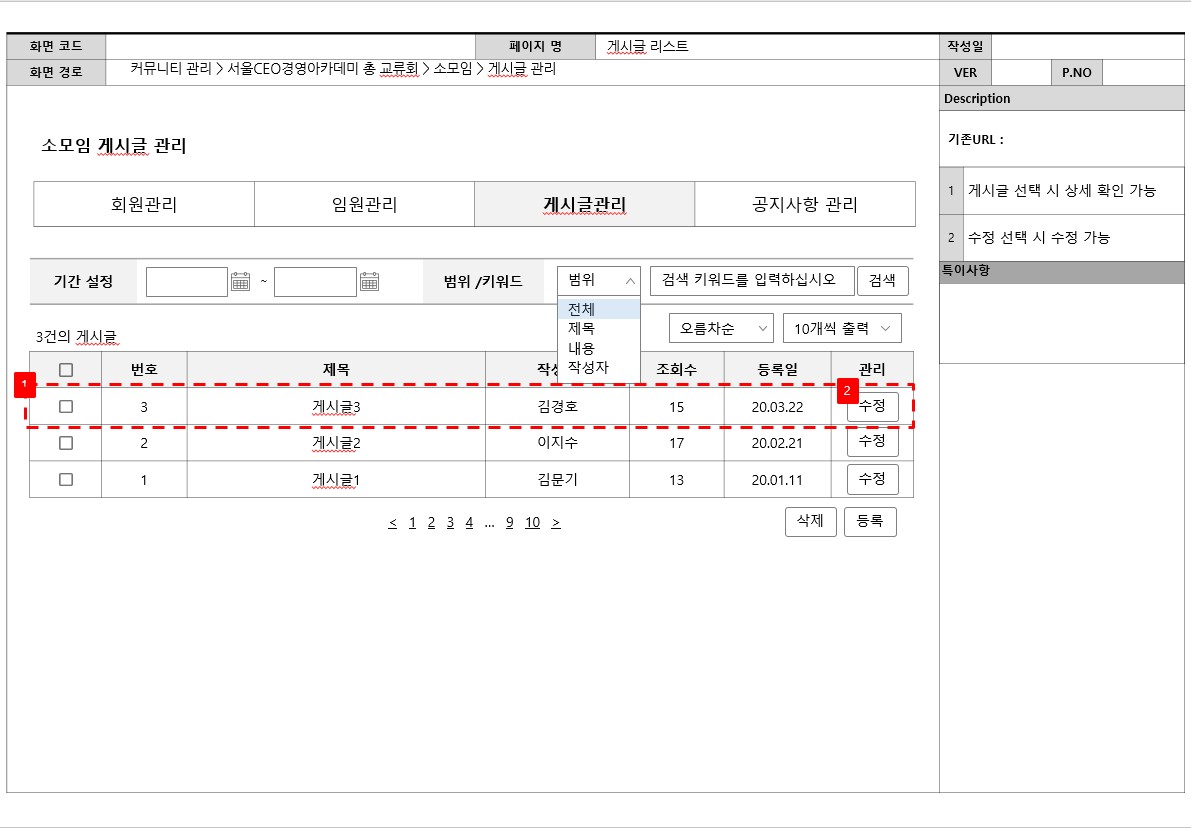 화면 코드 페이지 명 게시글 리스트 작성일
화면 경로 커뮤니티 관리 > 서울CEO경영아카데미 총 교류회 > 소모임 > 게시글 관리 VER P.NO
Description
기존URL :
1 게시글 선택 시 상세 확인 가능
2 수정 선택 시 수정 가능
특이사항
소모임 게시글 관리
회원관리 임원관리 게시글관리 공지사항 관리
기간 설정 ~ 범위 /키워드 범위 검색 키워드를 입력하십시오 검색
전체
제목
내용
작성자
3건의 게시글 오름차순 10개씩 출력
번호 제목 작성 조회수 등록일 관리
1
2
3 게시글3 김경호 15 20.03.22 수정
2 게시글2 이지수 17 20.02.21 수정
1 게시글1 김문기 13 20.01.11 수정
< 1 2 3 4 ... 9 10 > 삭제 등록